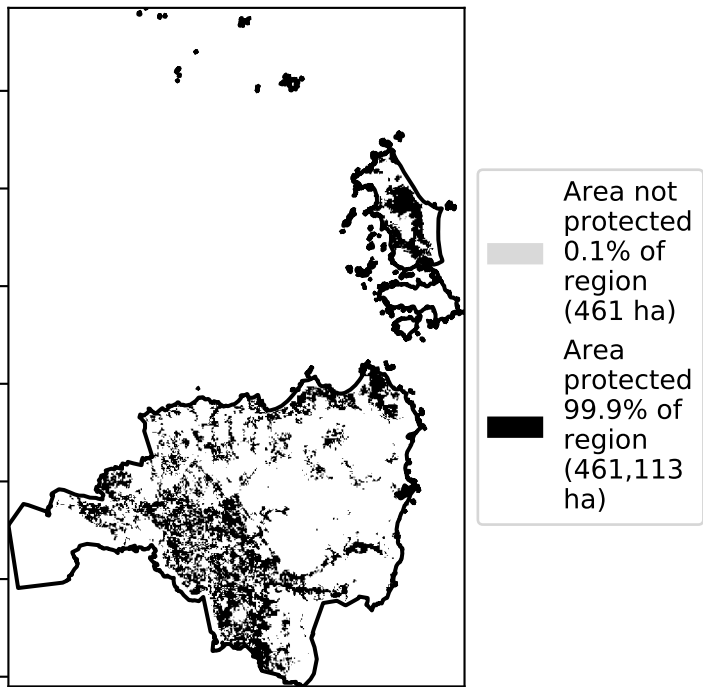 Area not
protected
0.1% of
region
(461 ha)
Area
protected
99.9% of
region
(461,113
ha)